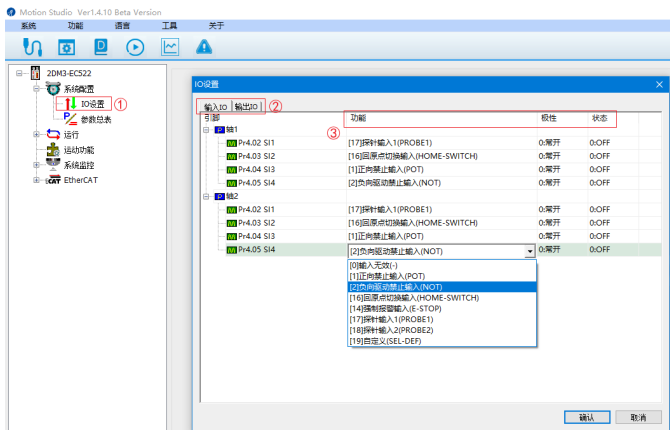 Motion Studio Ver1.4.10 Beta Version
系统 功能 语言 工具 关于
2DM3-EC522
系统配置
IO设置 ①
参数总表
运行
运动功能
系统监控
EtherCAT
IO设置
输入IO 输出IO ②
③
引脚 功能 极性 状态
轴1
Pr4.02 SI1 [17]探针输入1(PROBE1) 0:常开 0:OFF
Pr4.03 SI2 [16]回原点切换输入(HOME-SWITCH) 0:常开 0:OFF
Pr4.04 SI3 [1]正向禁止输入(POT) 0:常开 0:OFF
Pr4.05 SI4 [2]负向驱动禁止输入(NOT) 0:常开 0:OFF
轴2
Pr4.02 SI1 [17]探针输入1(PROBE1) 0:常开 0:OFF
Pr4.03 SI2 [16]回原点切换输入(HOME-SWITCH) 0:常开 0:OFF
Pr4.04 SI3 [1]正向禁止输入(POT) 0:常开 0:OFF
Pr4.05 SI4 [2]负向驱动禁止输入(NOT) 0:常开 0:OFF
[0]输入无效(-)
[1]正向禁止输入(POT)
[2]负向驱动禁止输入(NOT)
[16]回原点切换输入(HOME-SWITCH)
[14]强制报警输入(E-STOP)
[17]探针输入1(PROBE1)
[18]探针输入2(PROBE2)
[19]自定义(SEL-DEF)
确认 取消